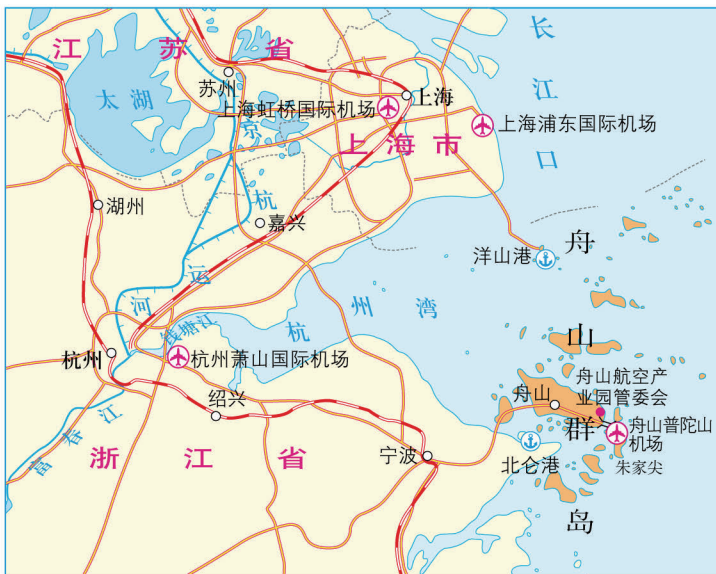 江苏省
长江口
苏州
太湖
上海
上海虹桥国际机场
上海浦东国际机场
上海市
京杭运河
湖州
嘉兴
洋山港
舟山群岛
杭州湾
钱塘江
杭州
杭州萧山国际机场
舟山航空产
业园管委会
舟山
绍兴
舟山普陀山
机场
富春江
浙江省
宁波
北仑港
朱家尖